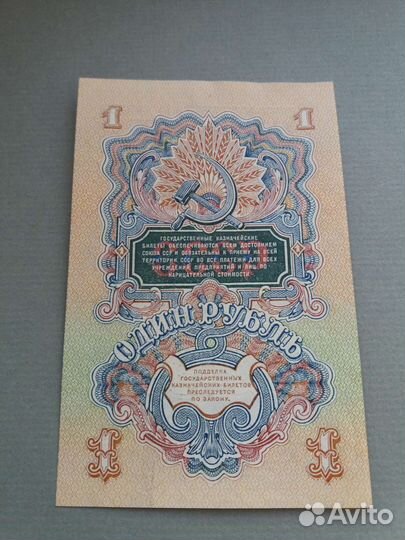 1 1
ГОСУДАРСТВЕННЫЕ КАЗНАЧЕЙСКИЕ
БИЛЕТЫ ОБЕСПЕЧИВАЮТСЯ ВСЕМ ДОСТОЯНИЕМ
СОЮЗА ССР И ОБЯЗАТЕЛЬНЫ К ПРИЕМУ НА ВСЕЙ
ТЕРРИТОРИИ СССР ВО ВСЕ ПЛАТЕЖИ ДЛЯ ВСЕХ
УЧРЕЖДЕНИЙ, ПРЕДПРИЯТИЙ И ЛИЦ ПО
НАРИЦАТЕЛЬНОЙ СТОИМОСТИ
ОДИН РУБЛЬ
ПОДДЕЛКА
ГОСУДАРСТВЕННЫХ
КАЗНАЧЕЙСКИХ БИЛЕТОВ
ПРЕСЛЕДУЕТСЯ
ПО ЗАКОНУ.
1 1
Avito